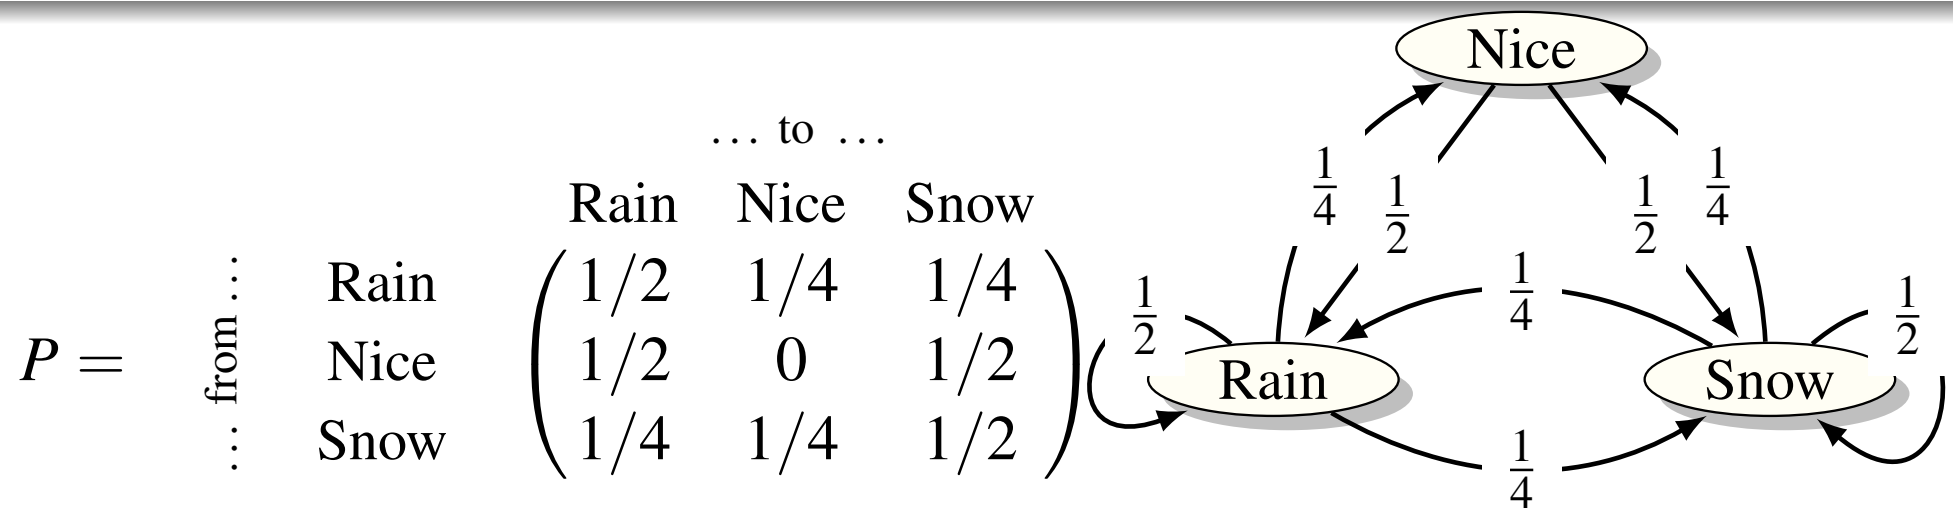 … to …
Rain Nice Snow
P = … from … Rain 1/2 1/4 1/4
Nice 1/2 0 1/2
Snow 1/4 1/4 1/2
Nice
1/4 1/2 1/2 1/4
1/2 1/4 1/2
Rain Snow
1/4